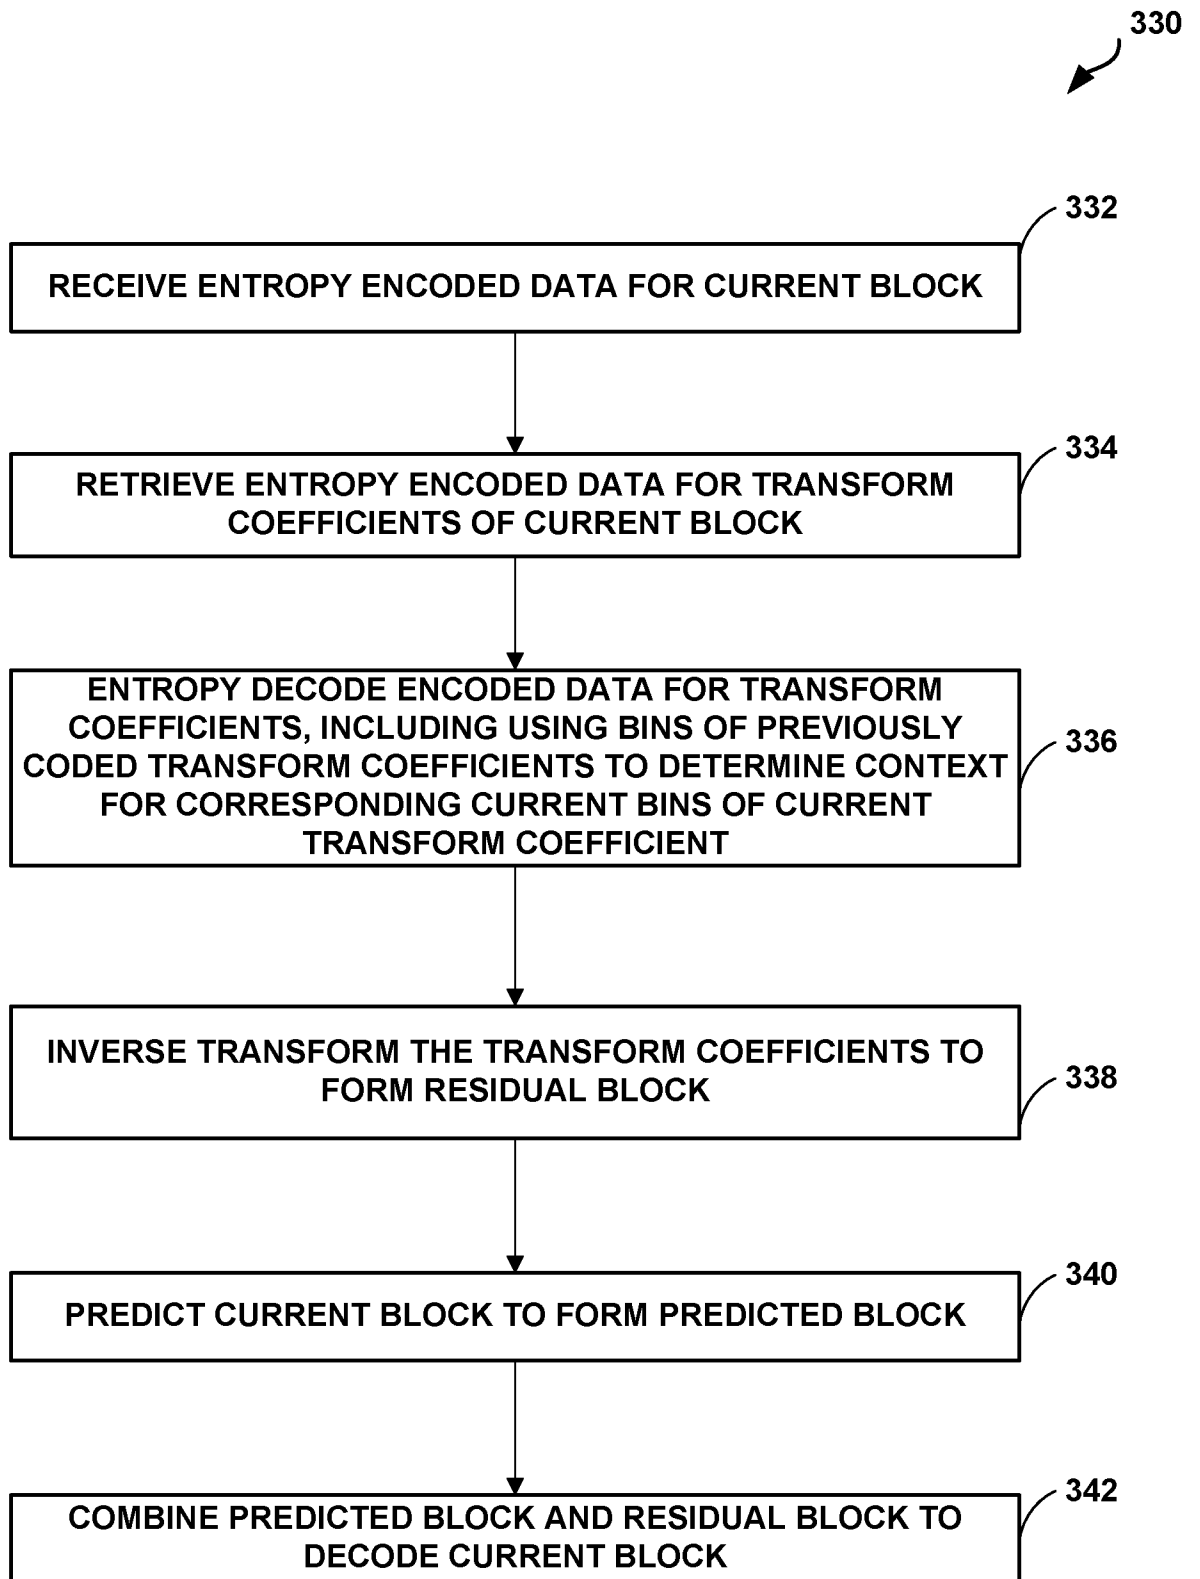 330
332
RECEIVE ENTROPY ENCODED DATA FOR CURRENT BLOCK
334
RETRIEVE ENTROPY ENCODED DATA FOR TRANSFORM
COEFFICIENTS OF CURRENT BLOCK
ENTROPY DECODE ENCODED DATA FOR TRANSFORM
COEFFICIENTS, INCLUDING USING BINS OF PREVIOUSLY
CODED TRANSFORM COEFFICIENTS TO DETERMINE CONTEXT
FOR CORRESPONDING CURRENT BINS OF CURRENT
TRANSFORM COEFFICIENT
336
INVERSE TRANSFORM THE TRANSFORM COEFFICIENTS TO
FORM RESIDUAL BLOCK
338
340
PREDICT CURRENT BLOCK TO FORM PREDICTED BLOCK
342
COMBINE PREDICTED BLOCK AND RESIDUAL BLOCK TO
DECODE CURRENT BLOCK